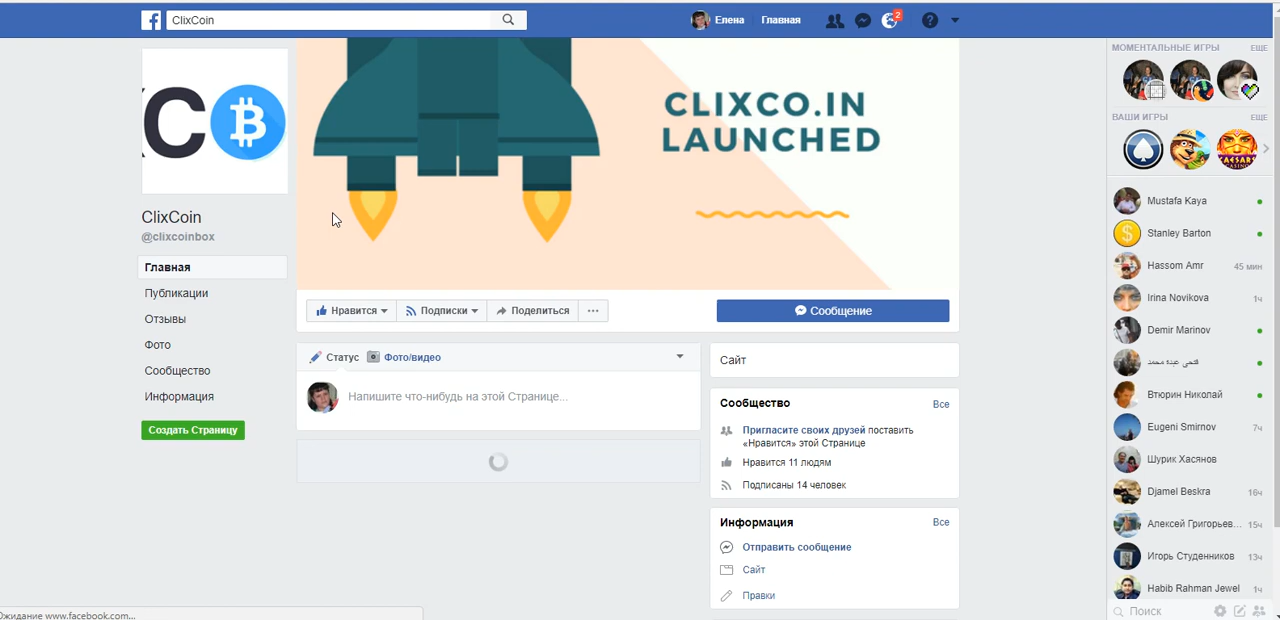 ClixCoin
Елена
Главная
2
C
CLIXCO.IN
LAUNCHED
ClixCoin
@clixcoinbox
Главная
Публикации
Отзывы
Фото
Сообщество
Информация
Создать Страницу
Нравится
Подписки
Поделиться
Сообщение
Статус
Фото/видео
Напишите что-нибудь на этой Странице...
Сайт
Сообщество
Все
Пригласите своих друзей поставить
«Нравится» этой Странице
Нравится 11 людям
Подписаны 14 человек
Информация
Все
Отправить сообщение
Сайт
Правки
МОМЕНТАЛЬНЫЕ ИГРЫ
ЕЩЕ
ВАШИ ИГРЫ
ЕЩЕ
CAESARS
Mustafa Kaya
Stanley Barton
Hassom Amr
45 мин
Irina Novikova
1ч
Demir Marinov
فتحى عبدة محمد
Втюрин Николай
Eugeni Smirnov
7ч
Шурик Хасянов
Djamel Beskra
16ч
Алексей Григорьев...
15ч
Игорь Студенников
13ч
Habib Rahman Jewel
1ч
Поиск
Ожидание www.facebook.com...